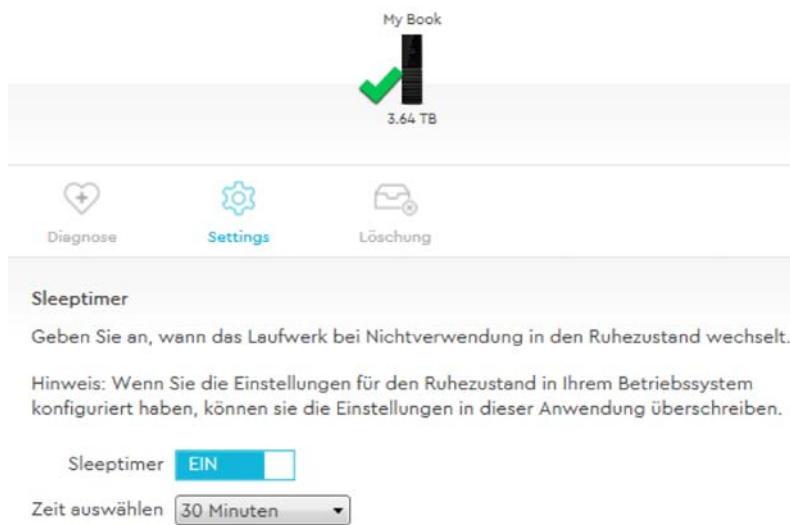 My Book
3.64 TB
Diagnose
Settings
Löschung
Sleeptimer
Geben Sie an, wann das Laufwerk bei Nichtverwendung in den Ruhezustand wechselt.
Hinweis: Wenn Sie die Einstellungen für den Ruhezustand in Ihrem Betriebssystem
konfiguriert haben, können sie die Einstellungen in dieser Anwendung überschreiben.
Sleeptimer EIN
Zeit auswählen 30 Minuten